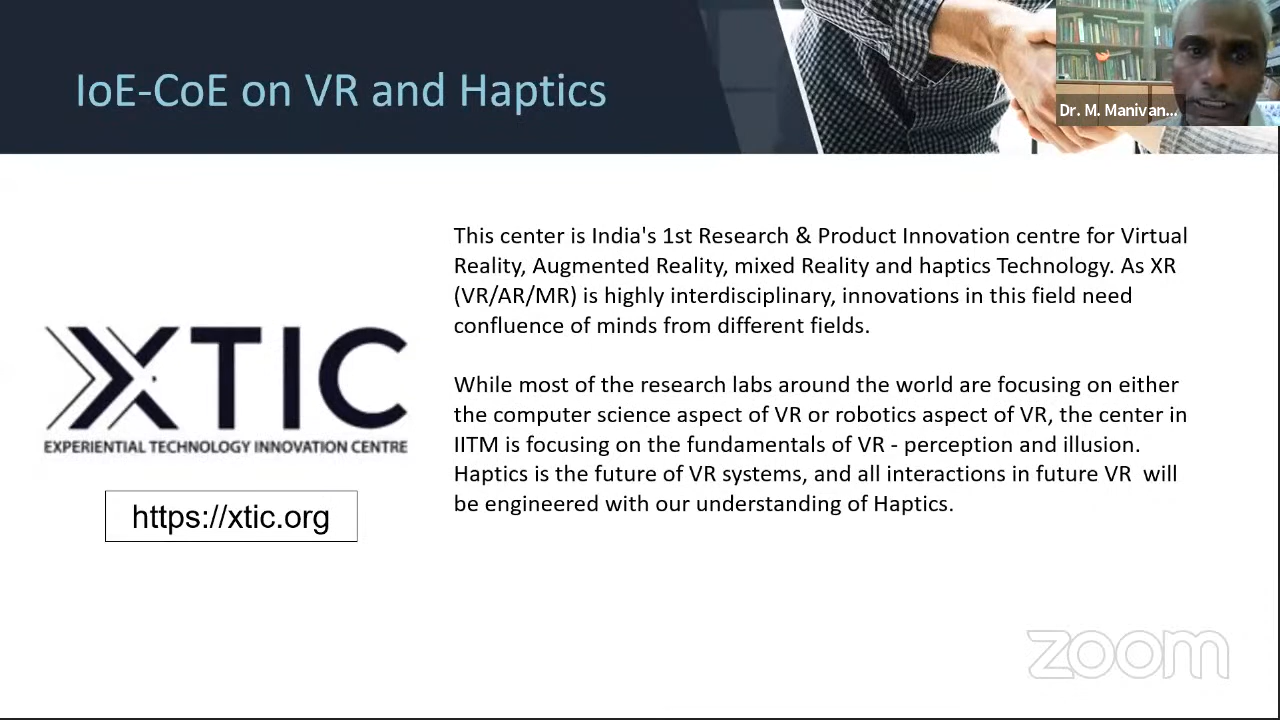 IoE-CoE on VR and Haptics
Dr. M. Manivan...
This center is India's 1st Research & Product Innovation centre for Virtual
Reality, Augmented Reality, mixed Reality and haptics Technology. As XR
(VR/AR/MR) is highly interdisciplinary, innovations in this field need
confluence of minds from different fields.
While most of the research labs around the world are focusing on either
the computer science aspect of VR or robotics aspect of VR, the center in
IITM is focusing on the fundamentals of VR - perception and illusion.
Haptics is the future of VR systems, and all interactions in future VR  will
be engineered with our understanding of Haptics.
XTIC
EXPERIENTIAL TECHNOLOGY INNOVATION CENTRE
https://xtic.org
zoom